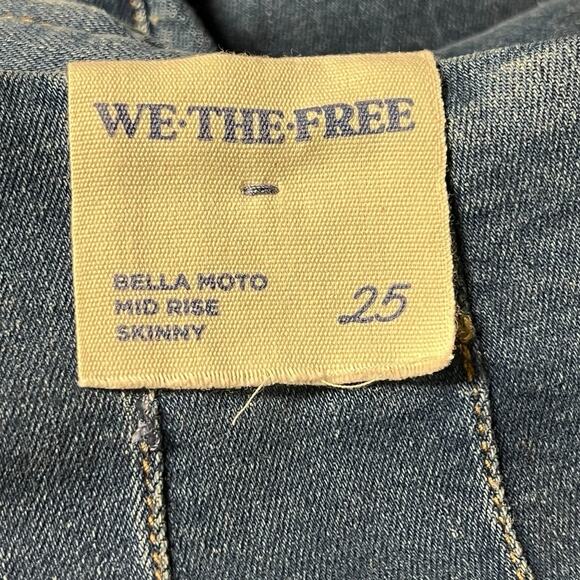 WE·THE·FREE
BELLA MOTO
MID RISE
SKINNY
25